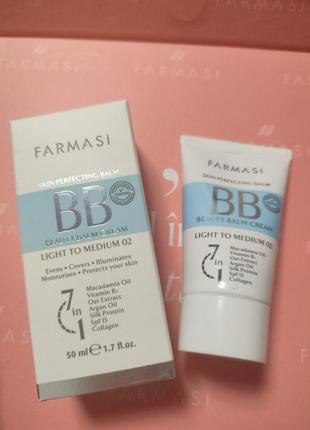 FARMASI
FARMASI
SKIN PERFECTING BALM
BB
BEAUTY BALM CREAM
LIGHT TO MEDIUM 02
Evens • Covers • Illuminates
Moisturises • Protects your skin
7 in 1
Macadamia Oil
Vitamin B₅
Oat Extract
Argan Oil
Silk Protein
Spf 15
Collagen
50 ml e 1.7 fl.oz.
FARMASI
SKIN PERFECTING BALM
BB
BEAUTY BALM CREAM
LIGHT TO MEDIUM 02
7 in 1
Macadamia Oil
Vitamin B₅
Oat Extract
Argan Oil
Silk Protein
Spf 15
Collagen